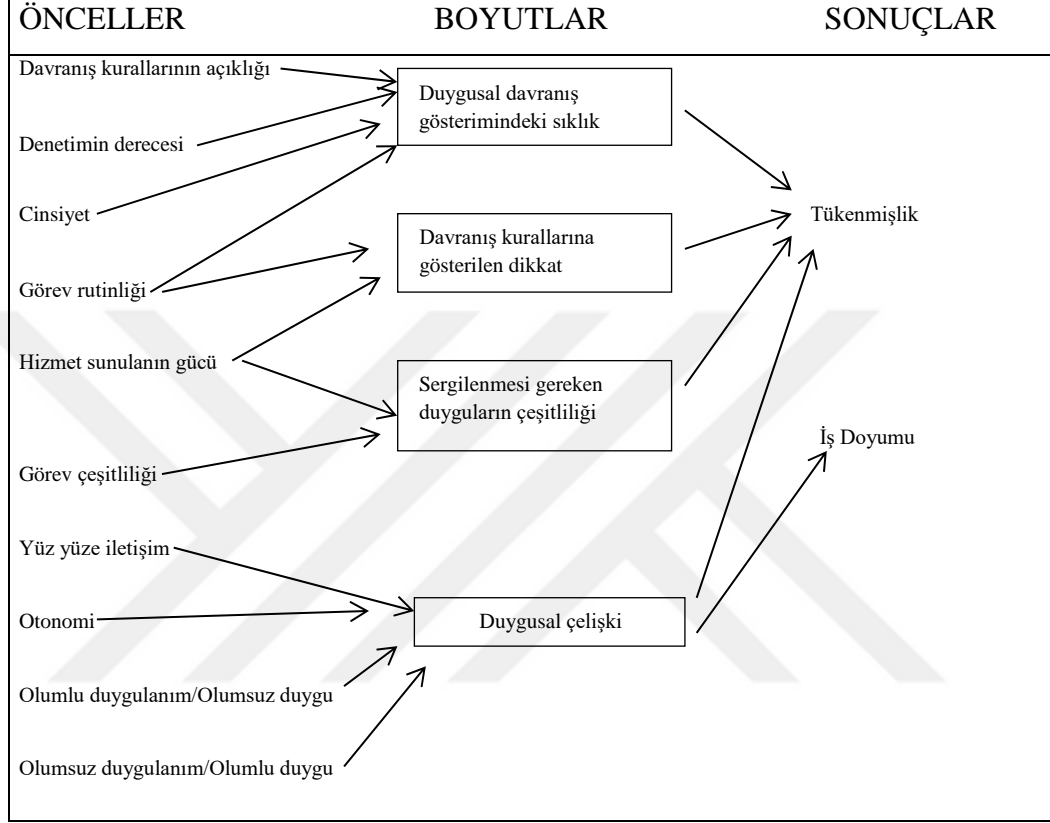 ÖNCELLER BOYUTLAR SONUÇLAR
Davranış kurallarının açıklığı
Denetimin derecesi
Cinsiyet
Görev rutinliği
Hizmet sunulanın gücü
Görev çeşitliliği
Yüz yüze iletişim
Otonomi
Olumlu duygulanım/Olumsuz duygu
Olumsuz duygulanım/Olumlu duygu
Duygusal davranış
gösterimindeki sıklık
Davranış kurallarına
gösterilen dikkat
Sergilenmesi gereken
duyguların çeşitliliği
Duygusal çelişki
Tükenmişlik
İş Doyumu